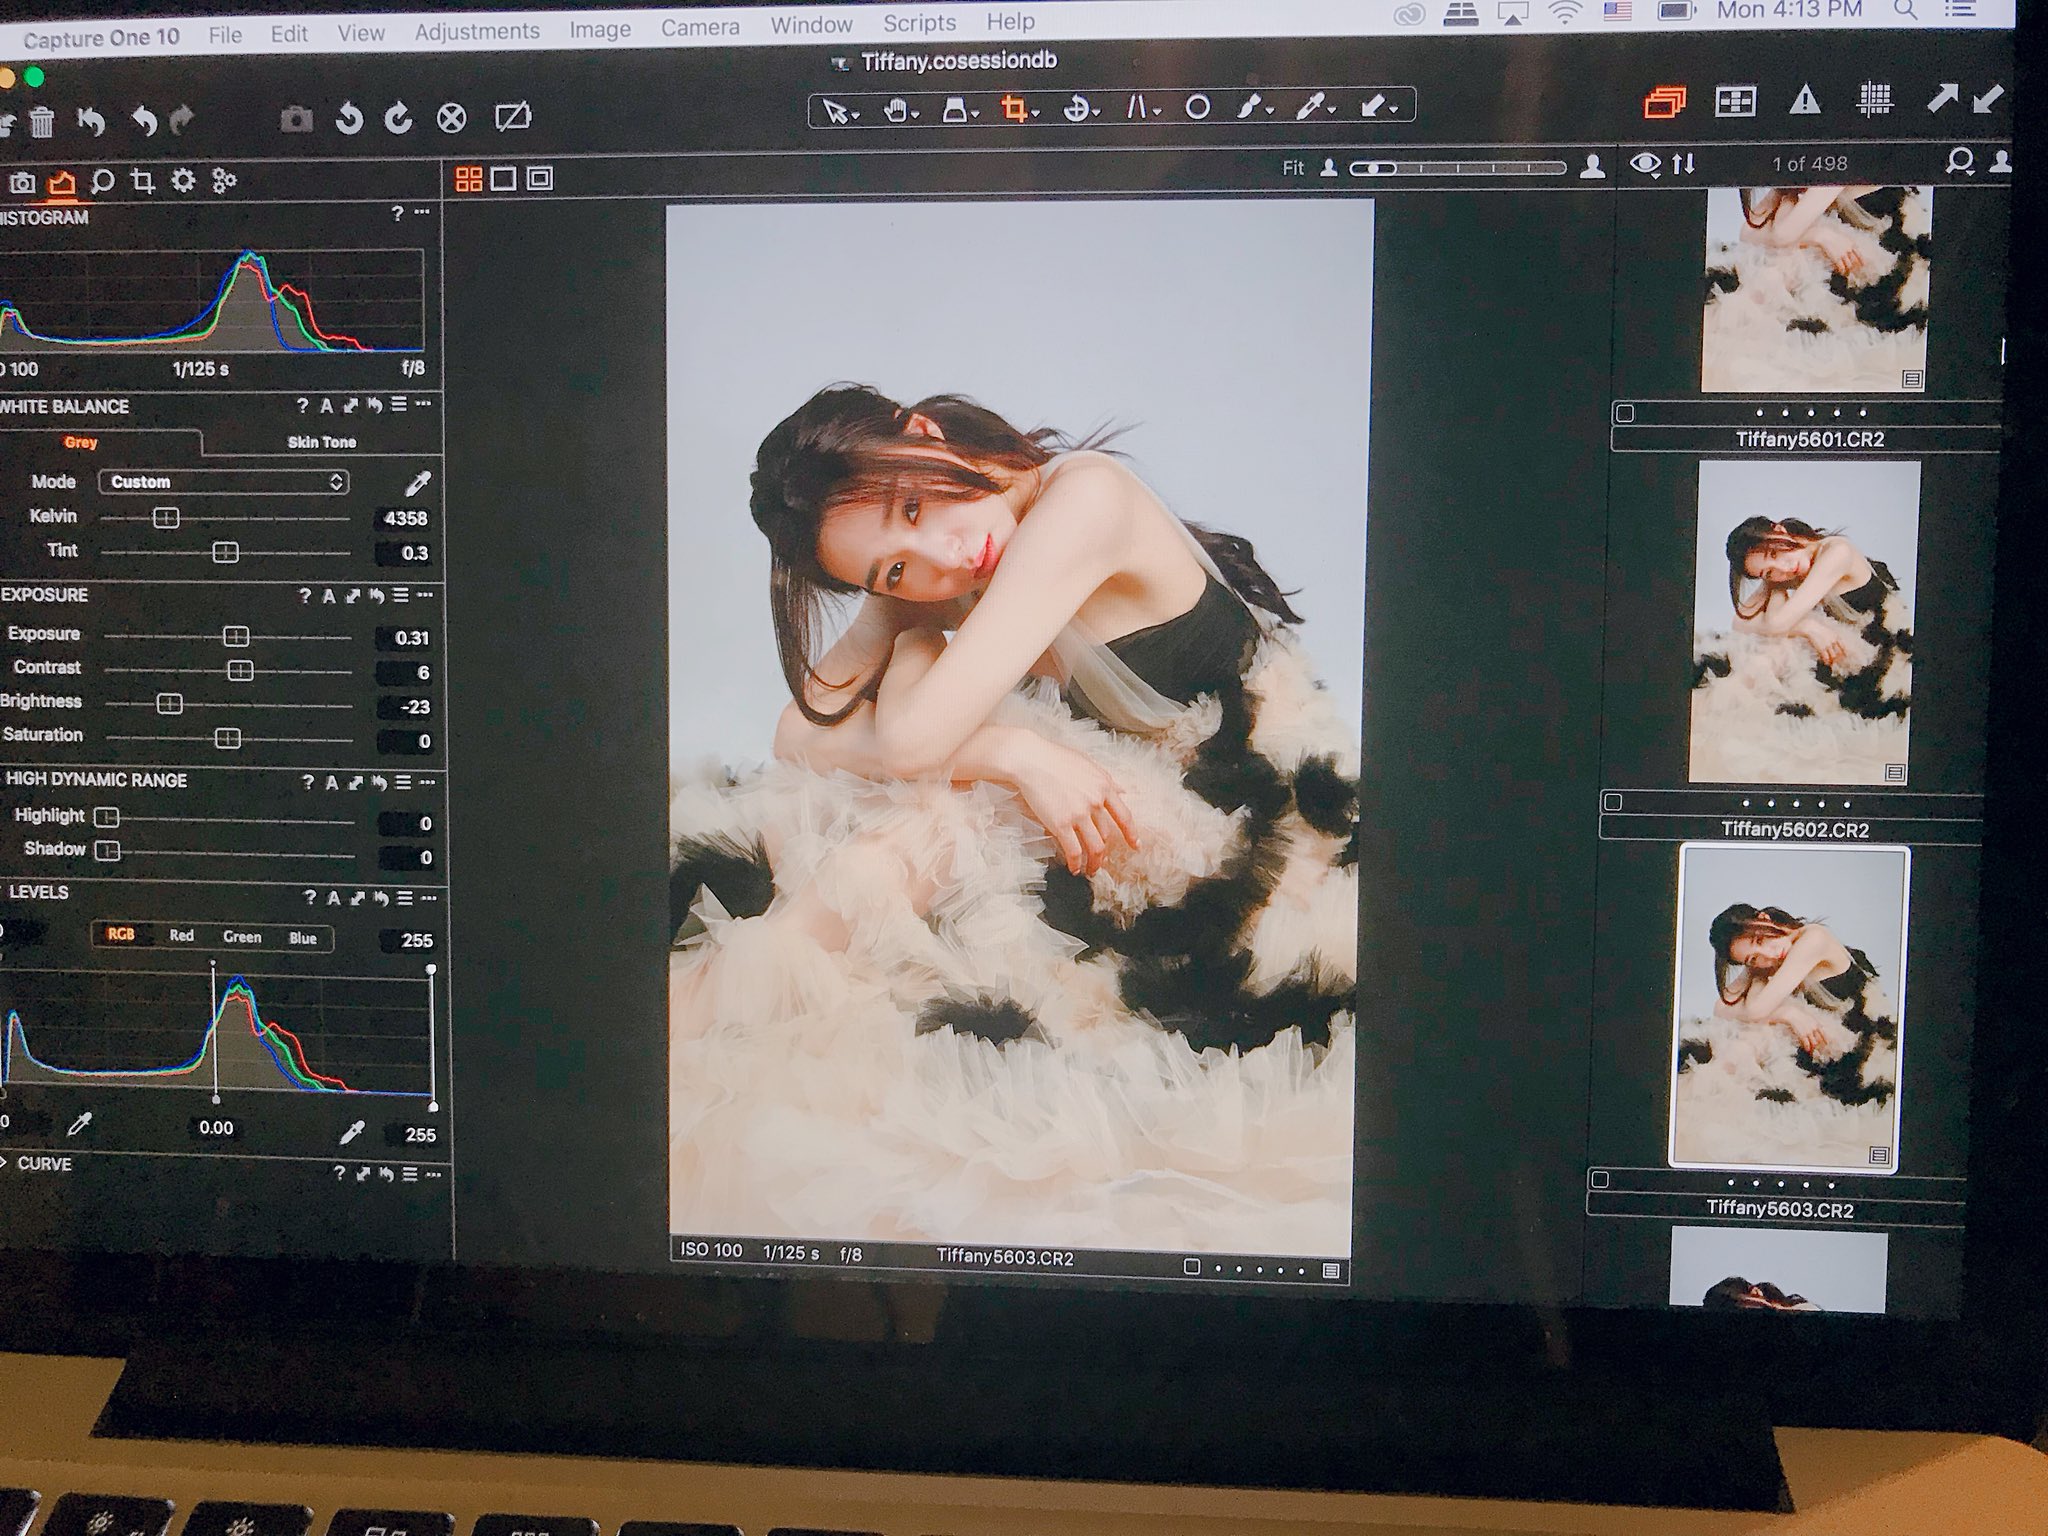 Capture One 10 File Edit View Adjustments Image Camera Window Scripts Help Mon 4:13 PM
Tiffany.cosessiondb
Fit 1 of 498
HISTOGRAM ?
100 1/125 s f/8
WHITE BALANCE ? A
Grey Skin Tone
Mode Custom
Kelvin 4358
Tint 0.3
EXPOSURE ? A
Exposure 0.31
Contrast 6
Brightness -23
Saturation 0
HIGH DYNAMIC RANGE ? A
Highlight 0
Shadow 0
LEVELS ? A
RGB Red Green Blue 255
0 0.00 255
CURVE ?
ISO 100 1/125 s f/8 Tiffany5603.CR2
Tiffany5601.CR2
Tiffany5602.CR2
Tiffany5603.CR2